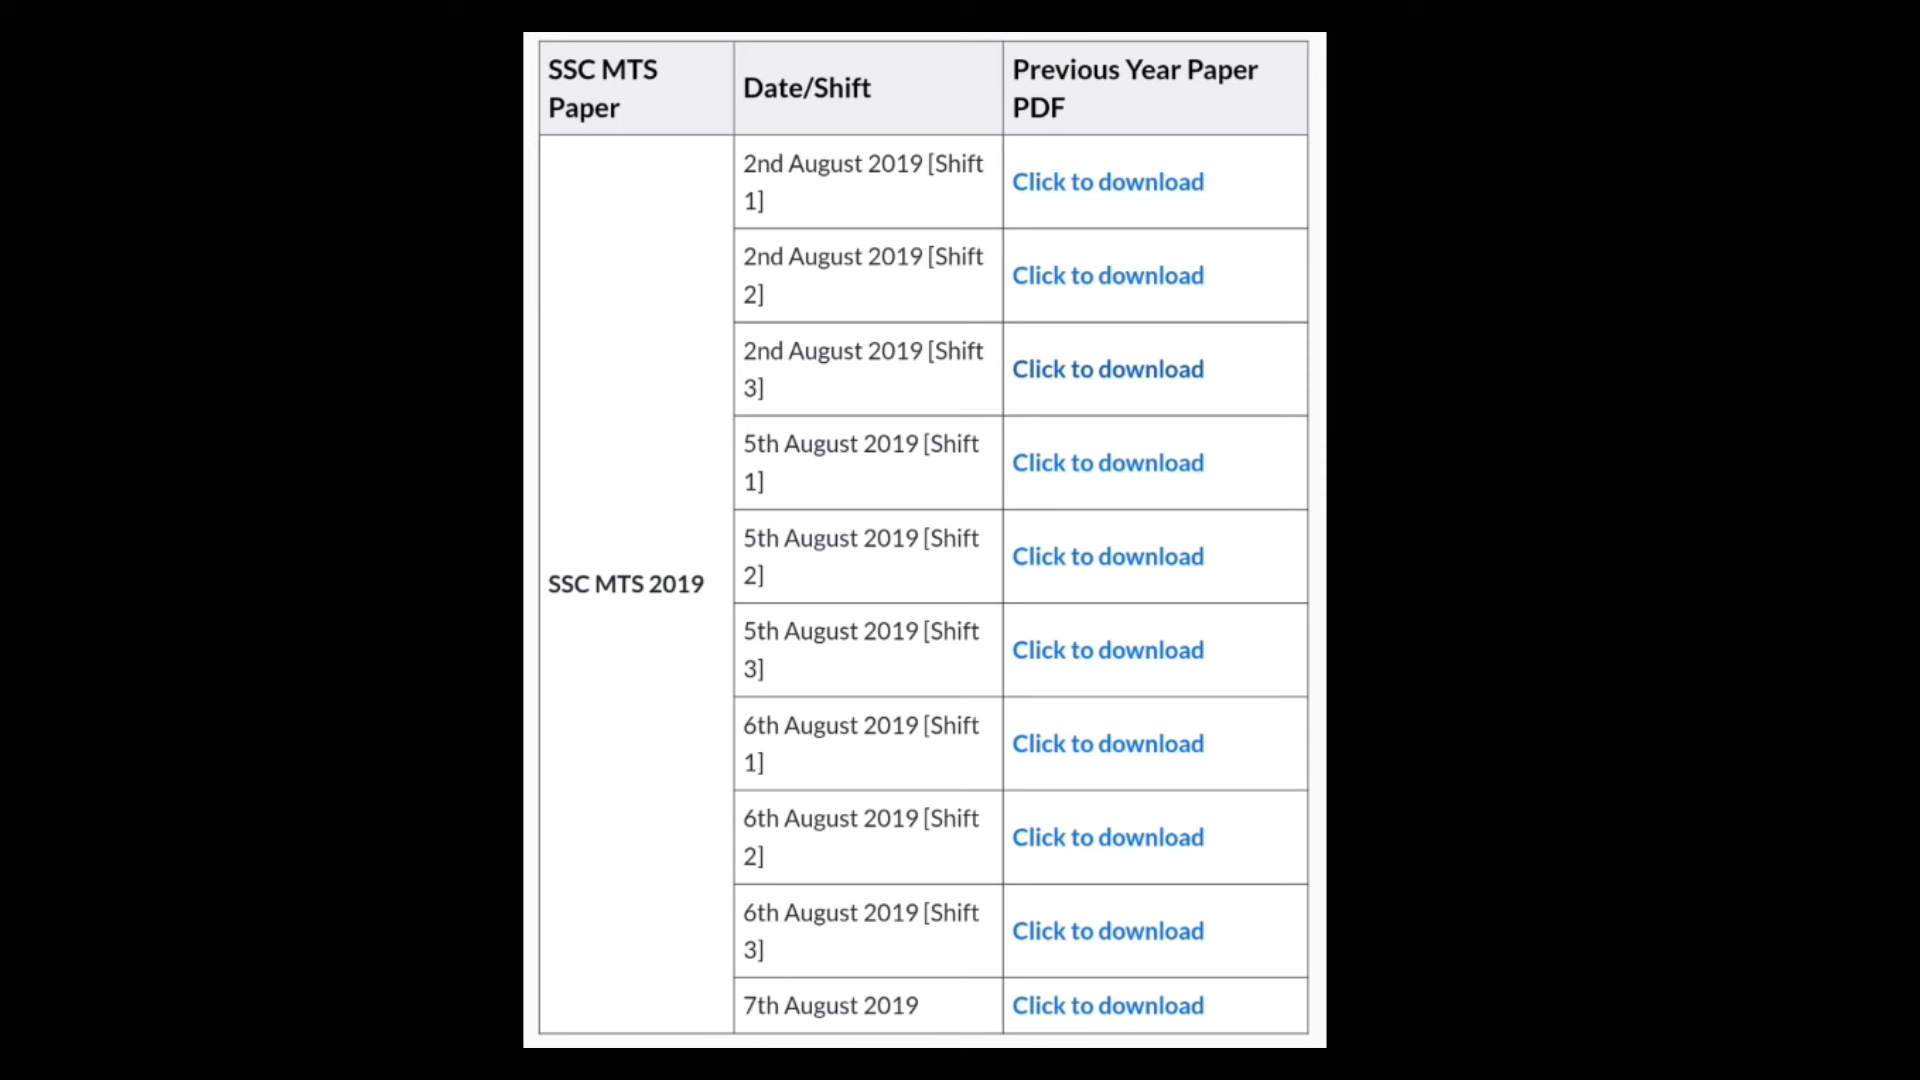 SSC MTS
Paper
Date/Shift
Previous Year Paper
PDF
2nd August 2019 [Shift
1]
Click to download
2nd August 2019 [Shift
2]
Click to download
2nd August 2019 [Shift
3]
Click to download
5th August 2019 [Shift
1]
Click to download
5th August 2019 [Shift
2]
Click to download
SSC MTS 2019
5th August 2019 [Shift
3]
Click to download
6th August 2019 [Shift
1]
Click to download
6th August 2019 [Shift
2]
Click to download
6th August 2019 [Shift
3]
Click to download
7th August 2019
Click to download